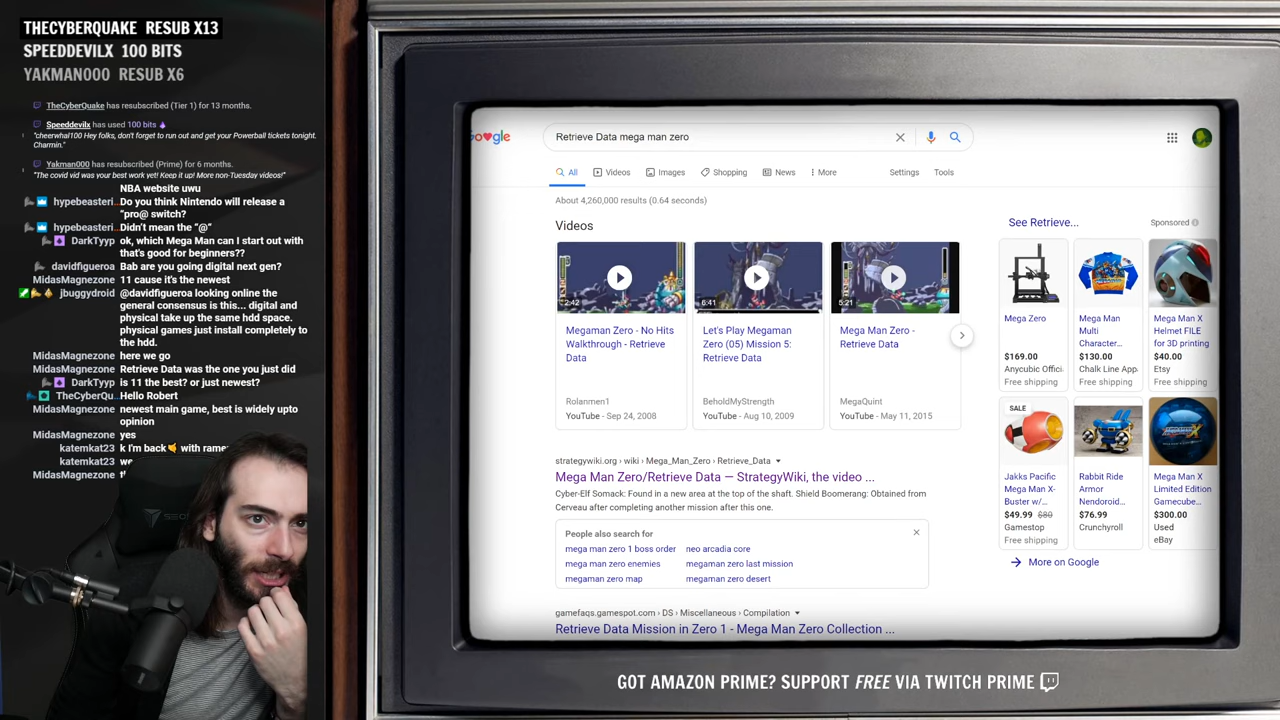 THECYBERQUAKE RESUB X13
SPEEDDEVILX 100 BITS
YAKMAN000 RESUB X6
TheCyberQuake has resubscribed (Tier 1) for 13 months.
Speeddevilx has used 100 bits
"cheerwhal100 Hey folks, don't forget to run out and get your Powerball tickets tonight.
Charmin."
Yakman000 has resubscribed (Prime) for 6 months.
"The covid vid was your best work yet! Keep it up! More non-Tuesday videos!"
NBA website uwu
hypebeasteri... Do you think Nintendo will release a
"pro@ switch?
hypebeasteri... Didn't mean the "@"
DarkTyyp ok, which Mega Man can I start out with
that's good for beginners??
davidfigueroa Bab are you going digital next gen?
MidasMagnezone 11 cause it's the newest
jbuggydroid @davidfigueroa looking online the
general consensus is this... digital and
physical take up the same hdd space.
physical games just install completely to
the hdd.
MidasMagnezone here we go
MidasMagnezone Retrieve Data was the one you just did
DarkTyyp is 11 the best? or just newest?
TheCyberQu... Hello Robert
MidasMagnezone newest main game, best is widely upto
opinion
MidasMagnezone yes
katemkat23 k I'm back with rame
katemkat23 we
MidasMagnezone
Google
Retrieve Data mega man zero
All Videos Images Shopping News More Settings Tools
About 4,260,000 results (0.64 seconds)
Videos
2:42
Megaman Zero - No Hits
Walkthrough - Retrieve
Data
Rolanmen1
YouTube - Sep 24, 2008
6:41
Let's Play Megaman
Zero (05) Mission 5:
Retrieve Data
BeholdMyStrength
YouTube - Aug 10, 2009
5:21
Mega Man Zero -
Retrieve Data
MegaQuint
YouTube - May 11, 2015
strategywiki.org › wiki › Mega_Man_Zero › Retrieve_Data
Mega Man Zero/Retrieve Data — StrategyWiki, the video ...
Cyber-Elf Somack: Found in a new area at the top of the shaft. Shield Boomerang: Obtained from
Cerveau after completing another mission after this one.
People also search for
mega man zero 1 boss order neo arcadia core
mega man zero enemies megaman zero last mission
megaman zero map megaman zero desert
gamefaqs.gamespot.com › DS › Miscellaneous › Compilation
Retrieve Data Mission in Zero 1 - Mega Man Zero Collection ...
See Retrieve... Sponsored
Mega Zero
$169.00
Anycubic Offici
Free shipping
Mega Man
Multi
Character...
$130.00
Chalk Line App
Free shipping
Mega Man X
Helmet FILE
for 3D printing
$40.00
Etsy
Free shipping
SALE
Jakks Pacific
Mega Man X-
Buster w/...
$49.99 $80
Gamestop
Free shipping
Rabbit Ride
Armor
Nendoroid...
$76.99
Crunchyroll
Mega Man X
Limited Edition
Gamecube...
$300.00
Used
eBay
More on Google
GOT AMAZON PRIME? SUPPORT FREE VIA TWITCH PRIME